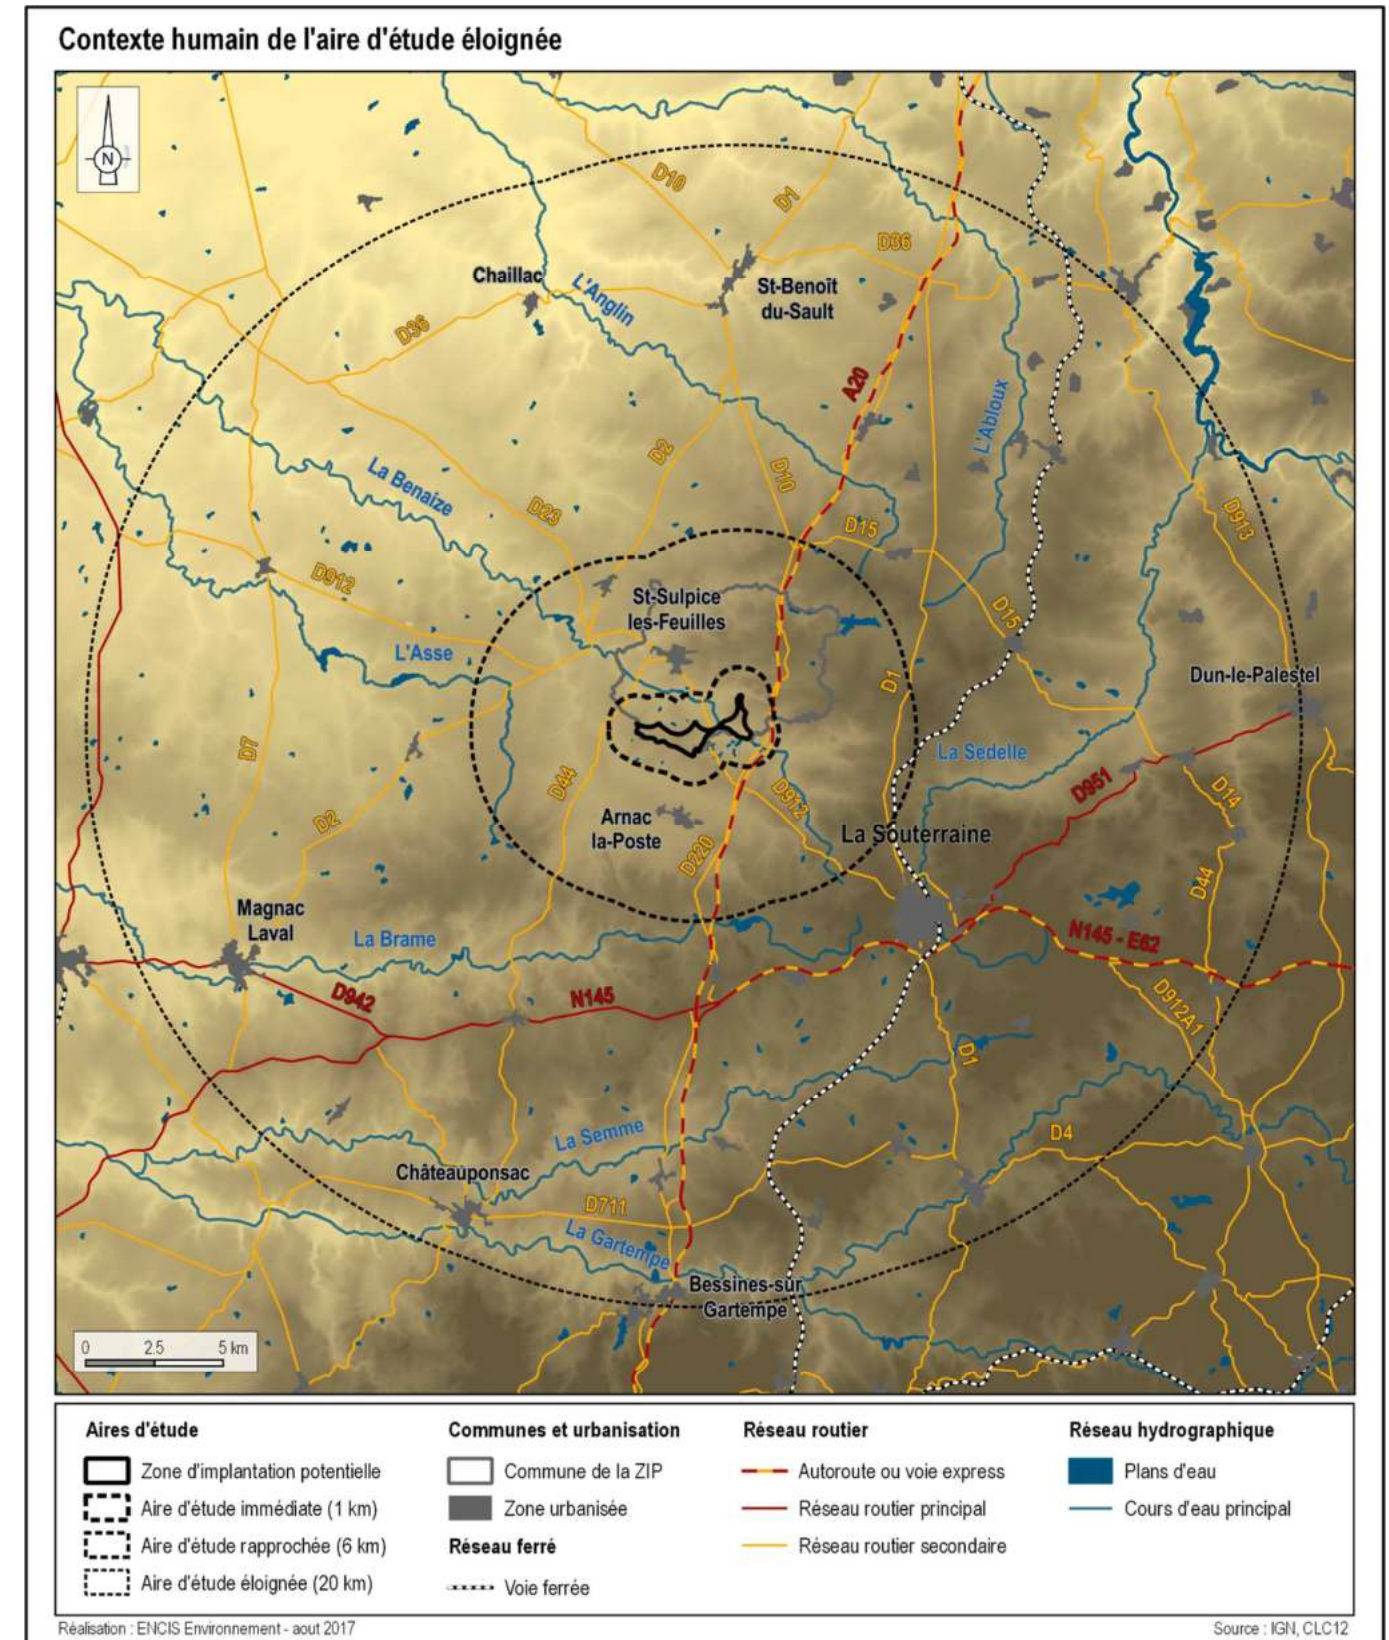 Contexte humain de l'aire d'étude éloignée
N
D10
D1
D36
Chaillac
L'Anglin
St-Benoît
du-Sault
D36
A20
L'Abloux
D2
La Benaize
D10
D23
D15
D913
D912
St-Sulpice
les-Feuilles
D15
L'Asse
D1
Dun-le-Palestel
D7
La Sédelle
D44
D951
D912
D14
D2
Arnac
la-Poste
La Souterraine
D220
D44
Magnac
Laval
La Brame
N145 - E62
D942
N145
D912A1
D1
La Semme
D4
Châteauponsac
D711
La Gartempe
Bessines-sur
Gartempe
0 2.5 5 km
Aires d'étude
Zone d'implantation potentielle
Aire d'étude immédiate (1 km)
Aire d'étude rapprochée (6 km)
Aire d'étude éloignée (20 km)
Communes et urbanisation
Commune de la ZIP
Zone urbanisée
Réseau ferré
Voie ferrée
Réseau routier
Autoroute ou voie express
Réseau routier principal
Réseau routier secondaire
Réseau hydrographique
Plans d'eau
Cours d'eau principal
Réalisation : ENCIS Environnement - aout 2017
Source : IGN, CLC12